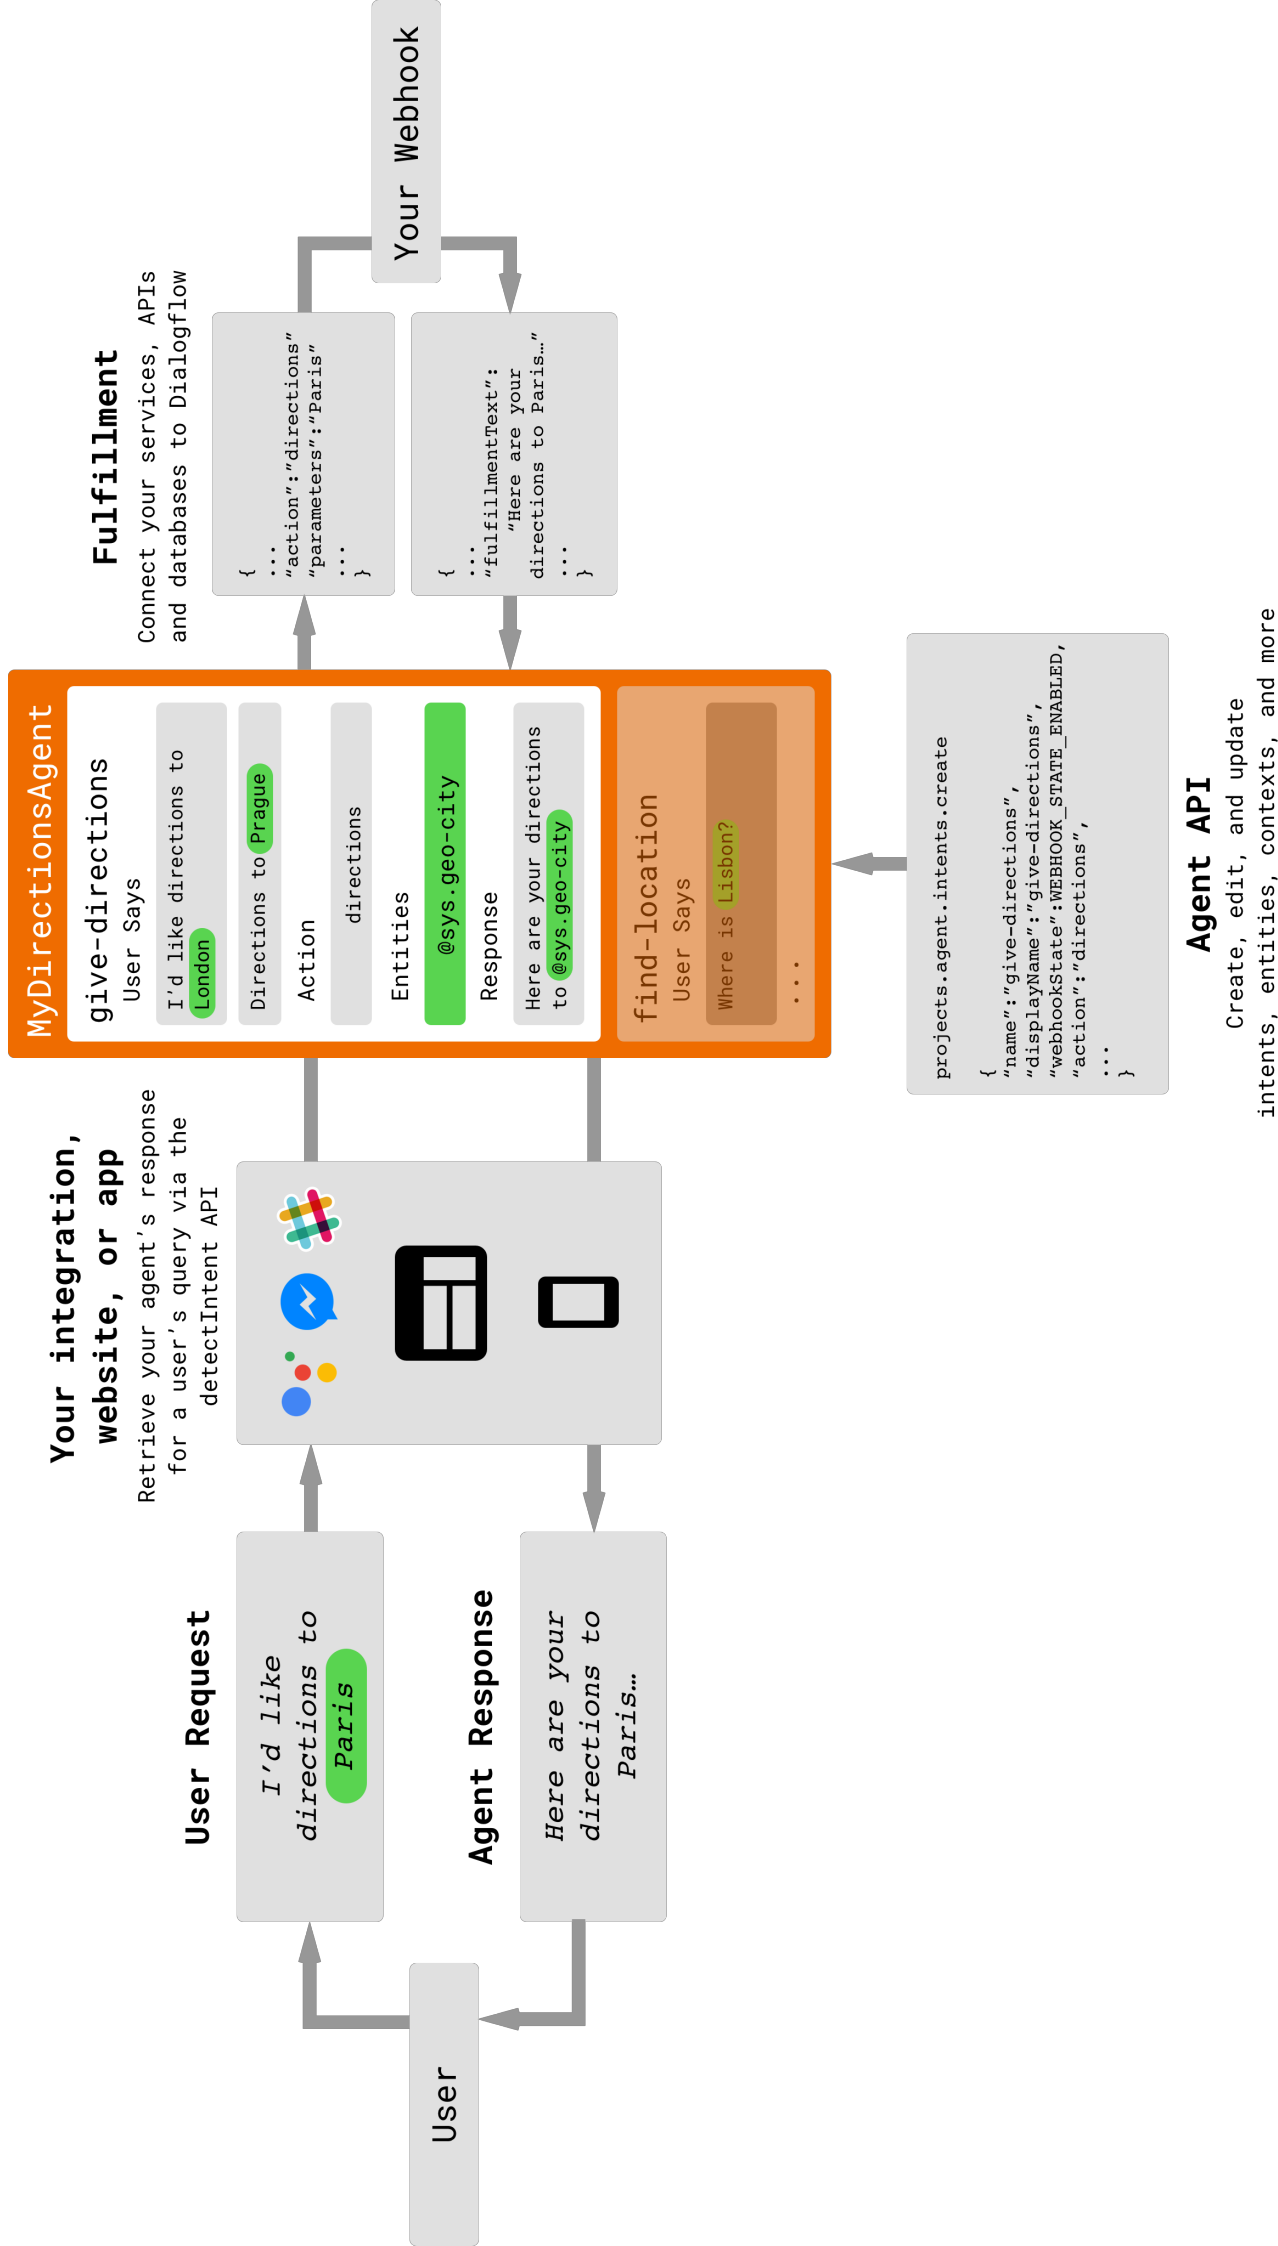 User
User Request
I’d like
directions to
Paris
Agent Response
Here are your
directions to
Paris…
Your integration,
website, or app
Retrieve your agent’s response
for a user’s query via the
detectIntent API
MyDirectionsAgent
give-directions
User Says
I’d like directions to
London
Directions to Prague
Action
directions
Entities
@sys.geo-city
Response
Here are your directions
to @sys.geo-city
find-location
User Says
Where is Lisbon?
...
Fulfillment
Connect your services, APIs
and databases to Dialogflow
{
...
“action”:”directions”
“parameters”:“Paris”
...
}
{
...
“fulfillmentText”:
“Here are your
directions to Paris…”
...
}
Your Webhook
projects.agent.intents.create
{
“name”:”give-directions”,
“displayName”:”give-directions”,
“webhookState”:WEBHOOK_STATE_ENABLED,
“action”:”directions”,
...
}
Agent API
Create, edit, and update
intents, entities, contexts, and more